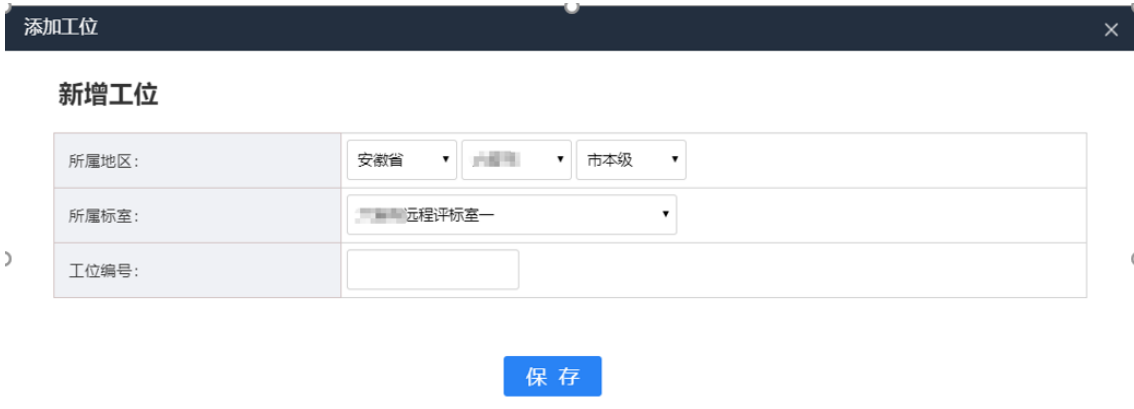 添加工位
新增工位
所属地区： 安徽省 市本级
所属标室： 远程评标室一
工位编号：
保 存